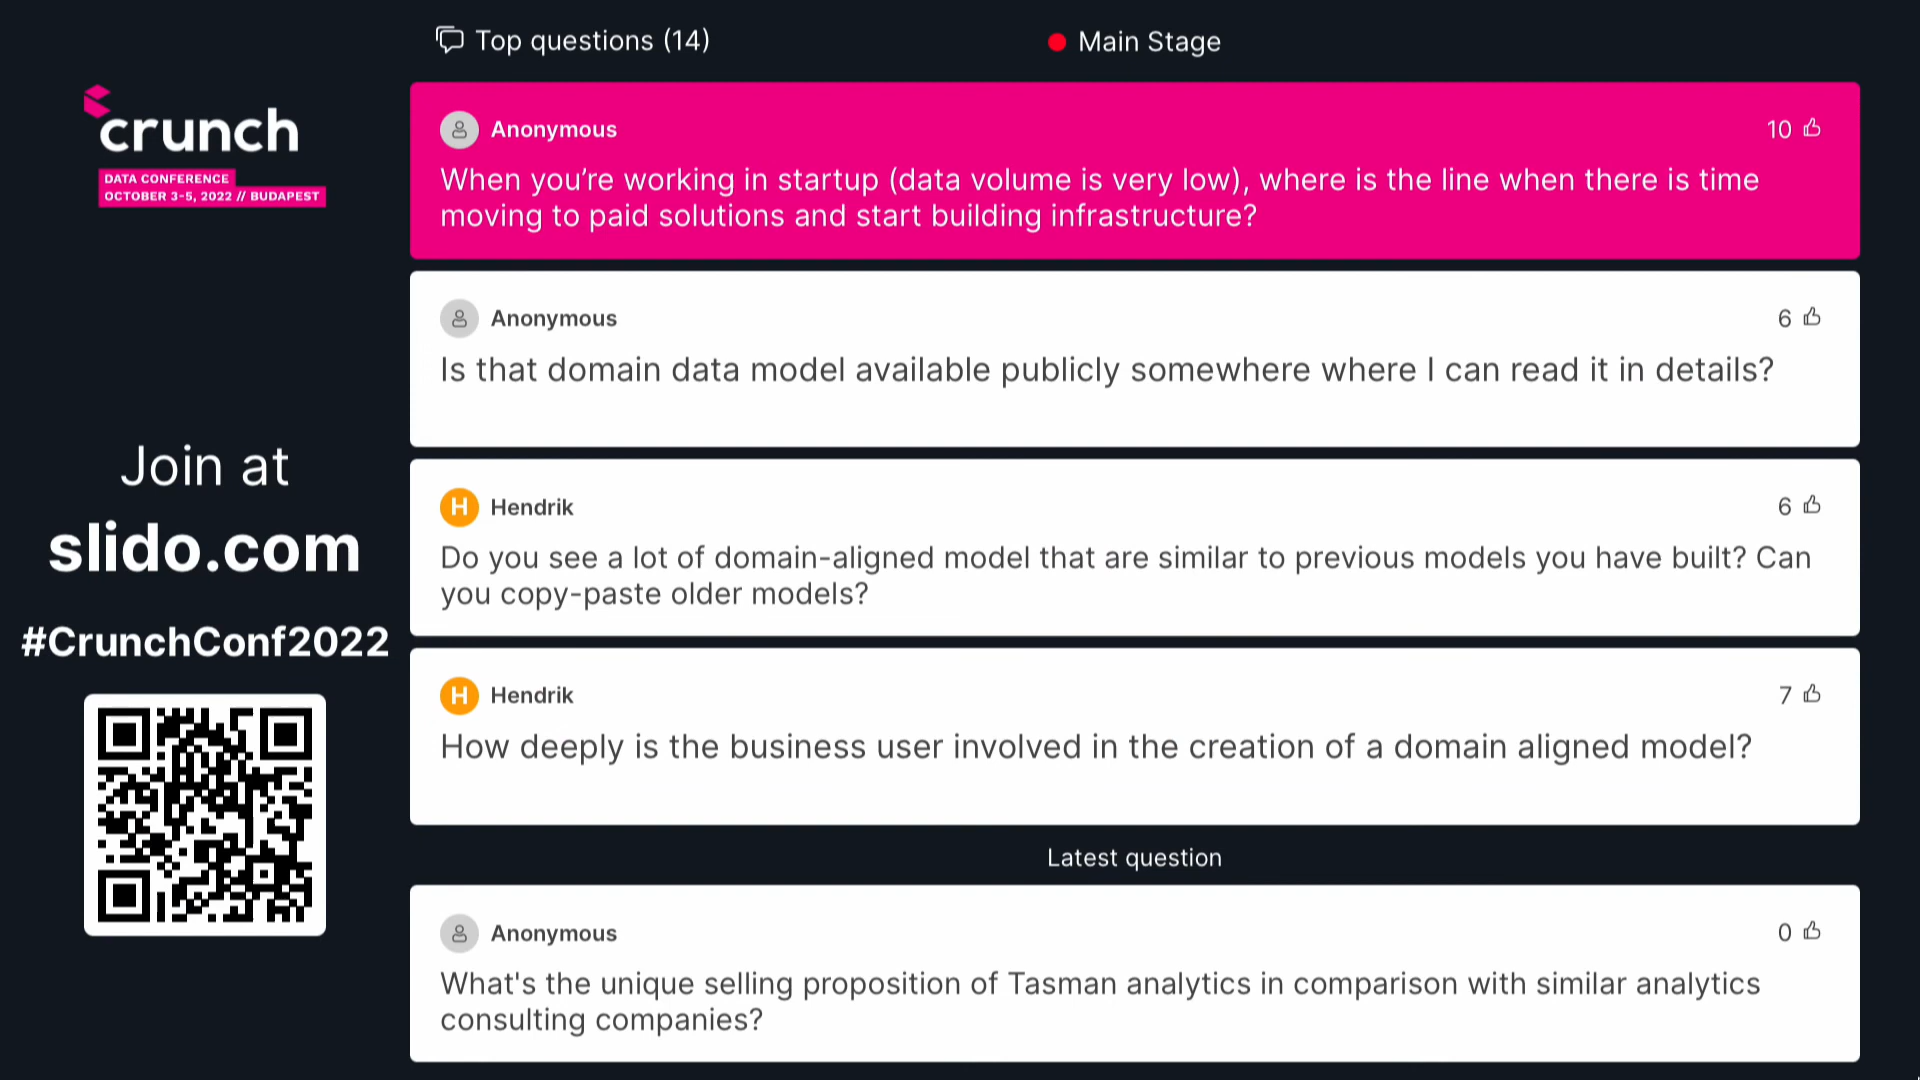 Top questions (14)
Main Stage
crunch
DATA CONFERENCE
OCTOBER 3-5, 2022 // BUDAPEST
Join at
slido.com
#CrunchConf2022
Anonymous
10
When you’re working in startup (data volume is very low), where is the line when there is time
moving to paid solutions and start building infrastructure?
Anonymous
6
Is that domain data model available publicly somewhere where I can read it in details?
H Hendrik
6
Do you see a lot of domain-aligned model that are similar to previous models you have built? Can
you copy-paste older models?
H Hendrik
7
How deeply is the business user involved in the creation of a domain aligned model?
Latest question
Anonymous
0
What's the unique selling proposition of Tasman analytics in comparison with similar analytics
consulting companies?